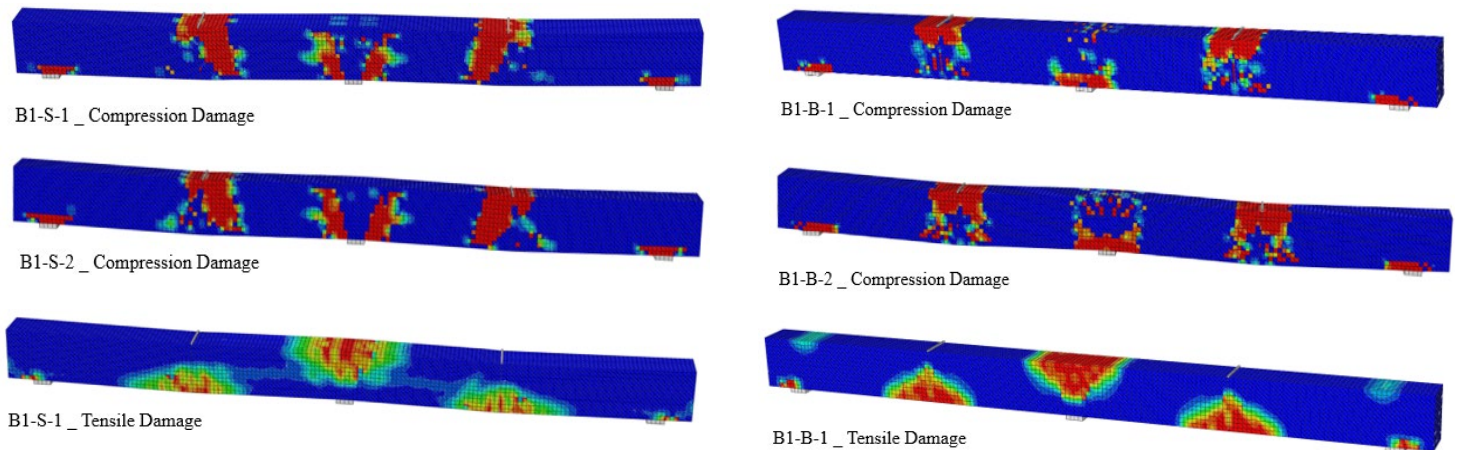 B1-S-1 _ Compression Damage
B1-B-1 _ Compression Damage
B1-S-2 _ Compression Damage
B1-B-2 _ Compression Damage
B1-S-1 _ Tensile Damage
B1-B-1 _ Tensile Damage